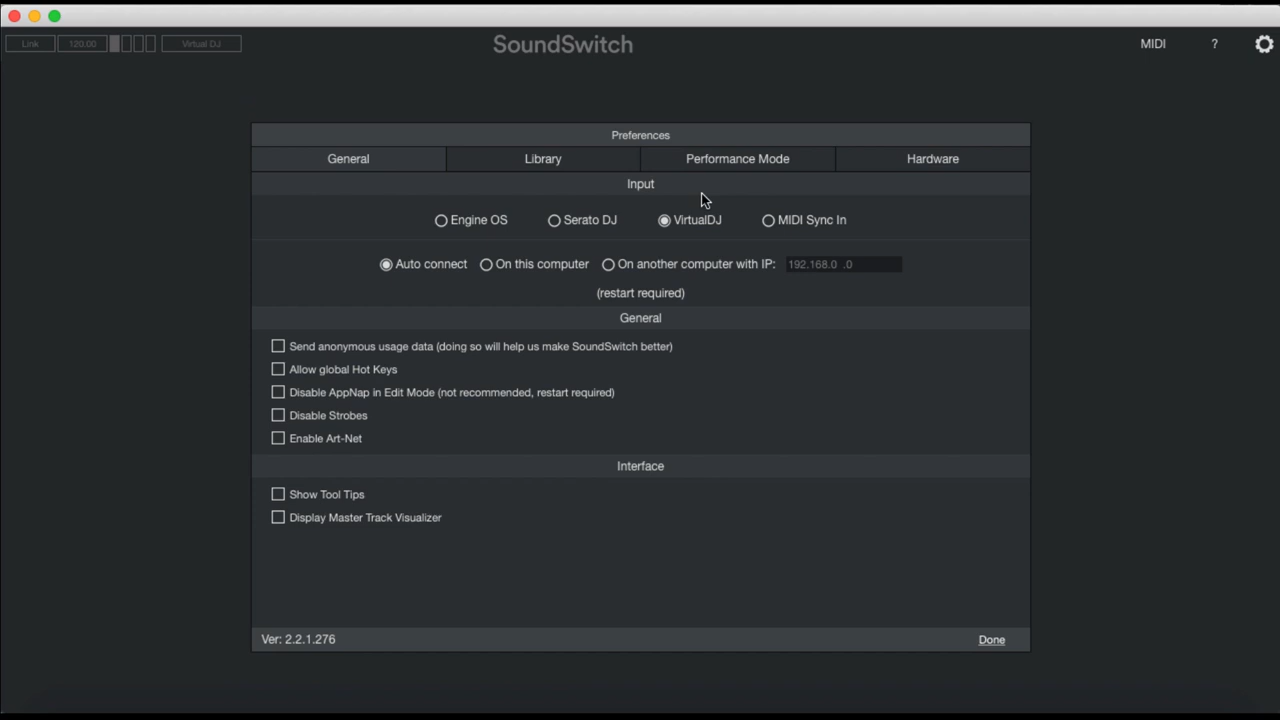 Link 120.00 Virtual DJ SoundSwitch MIDI ?
Preferences
General Library Performance Mode Hardware
Input
Engine OS Serato DJ VirtualDJ MIDI Sync In
Auto connect On this computer On another computer with IP: 192.168.0 .0
(restart required)
General
Send anonymous usage data (doing so will help us make SoundSwitch better)
Allow global Hot Keys
Disable AppNap in Edit Mode (not recommended, restart required)
Disable Strobes
Enable Art-Net
Interface
Show Tool Tips
Display Master Track Visualizer
Ver: 2.2.1.276 Done